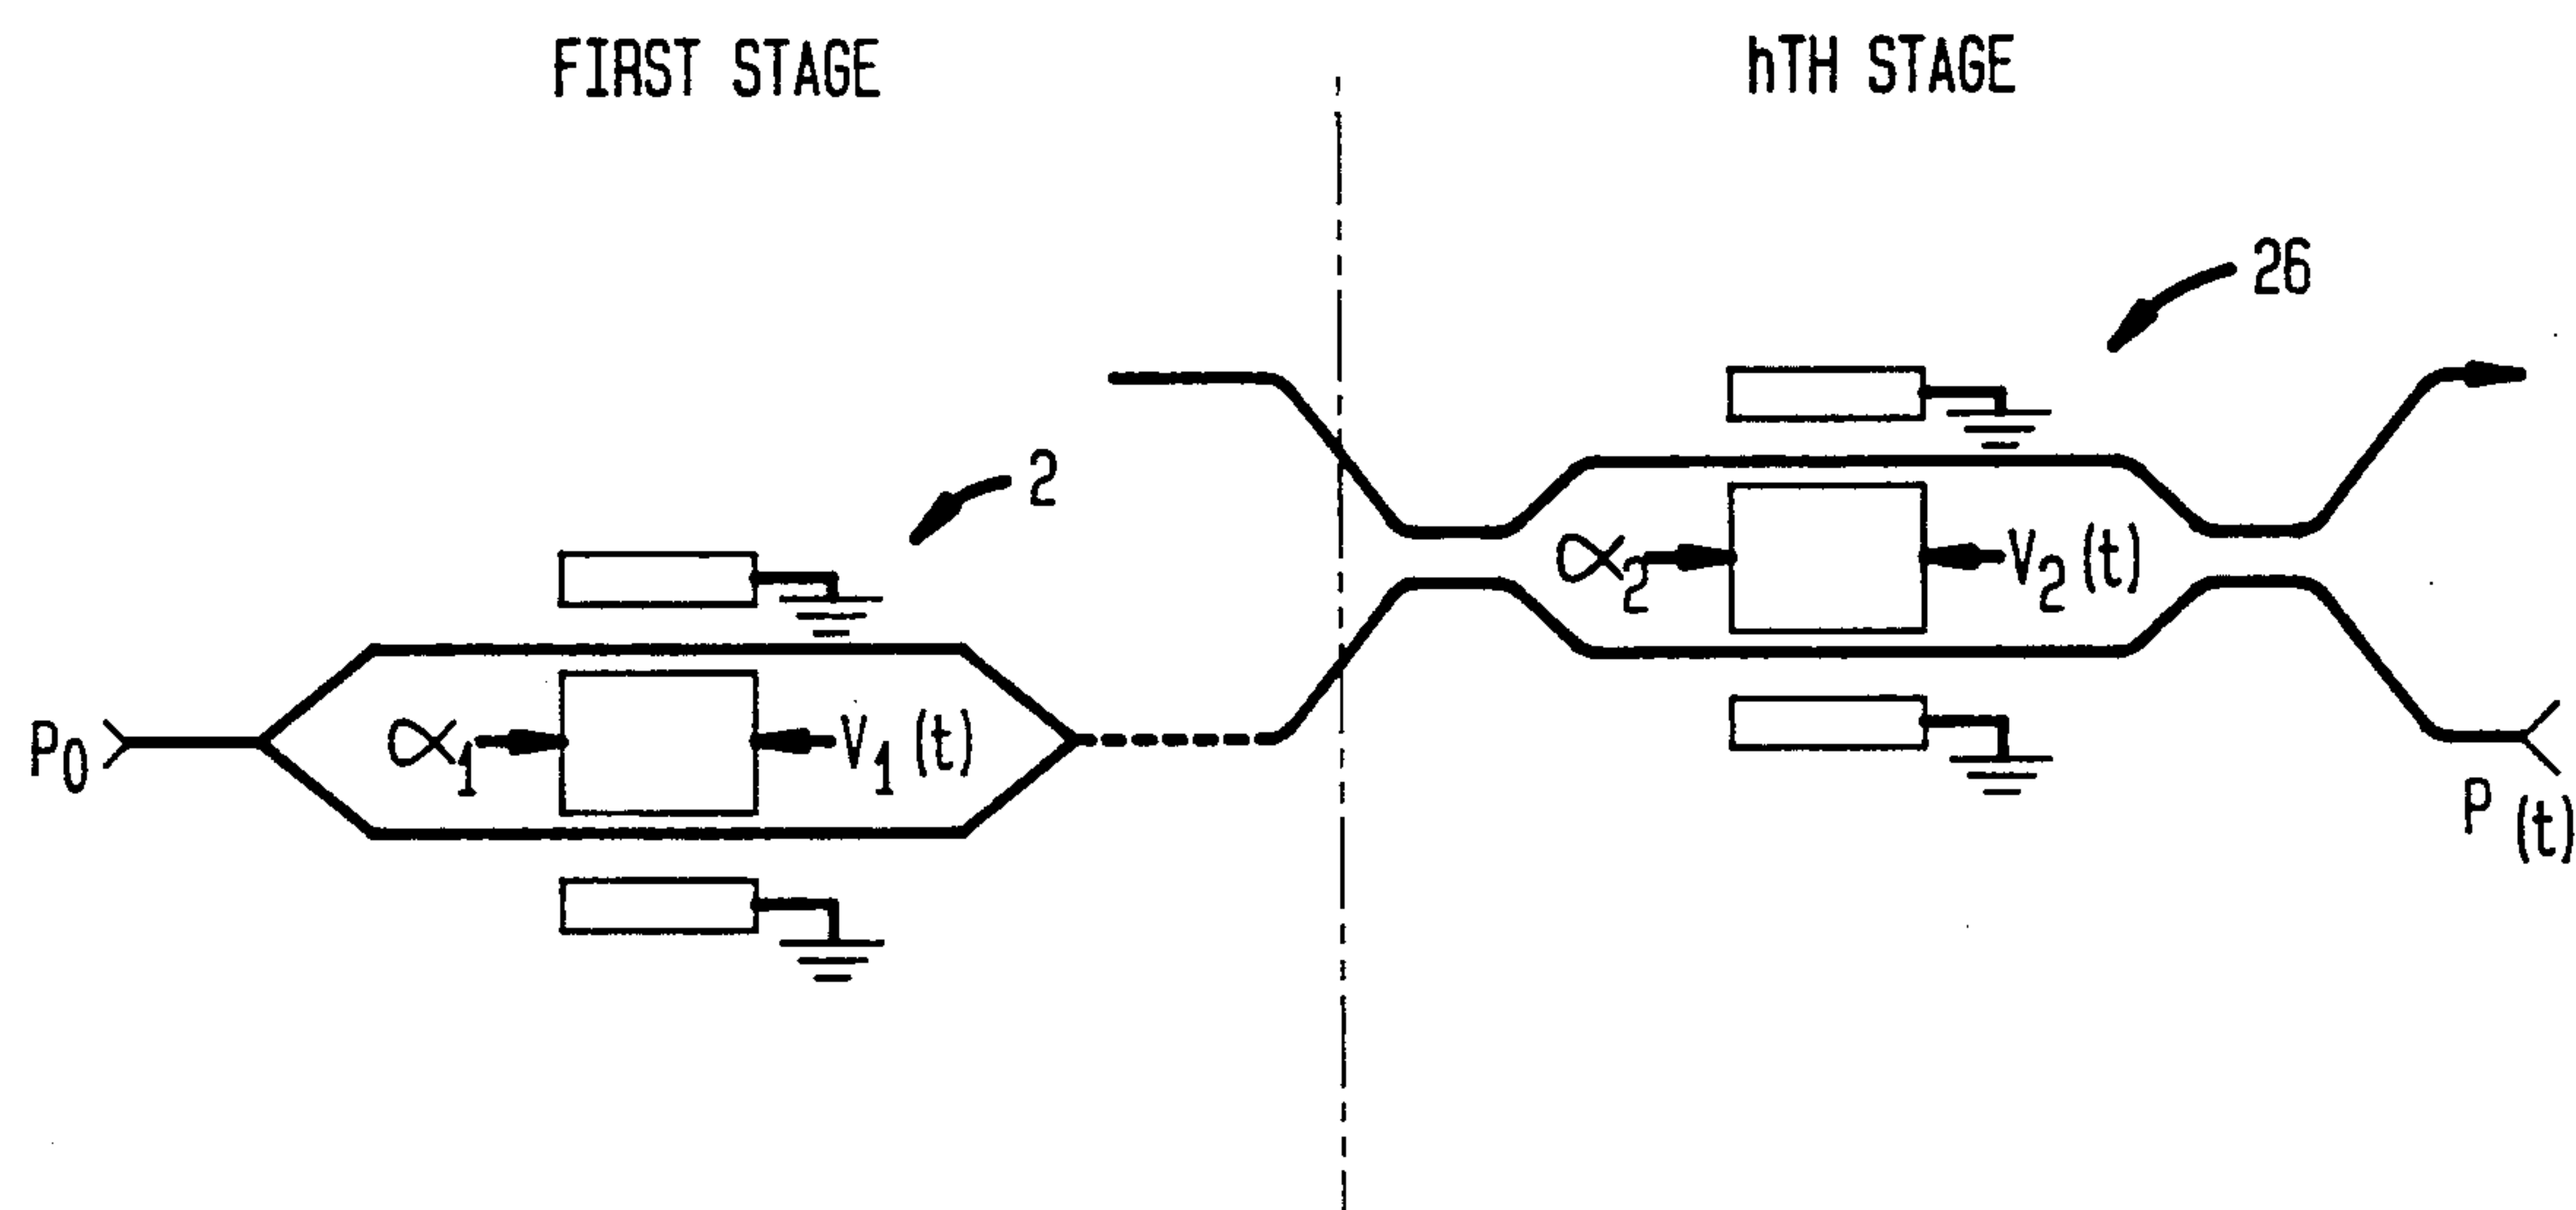 FIRST STAGE
hTH STAGE
26
2
α2
V2(t)
P0
α1
V1(t)
P(t)